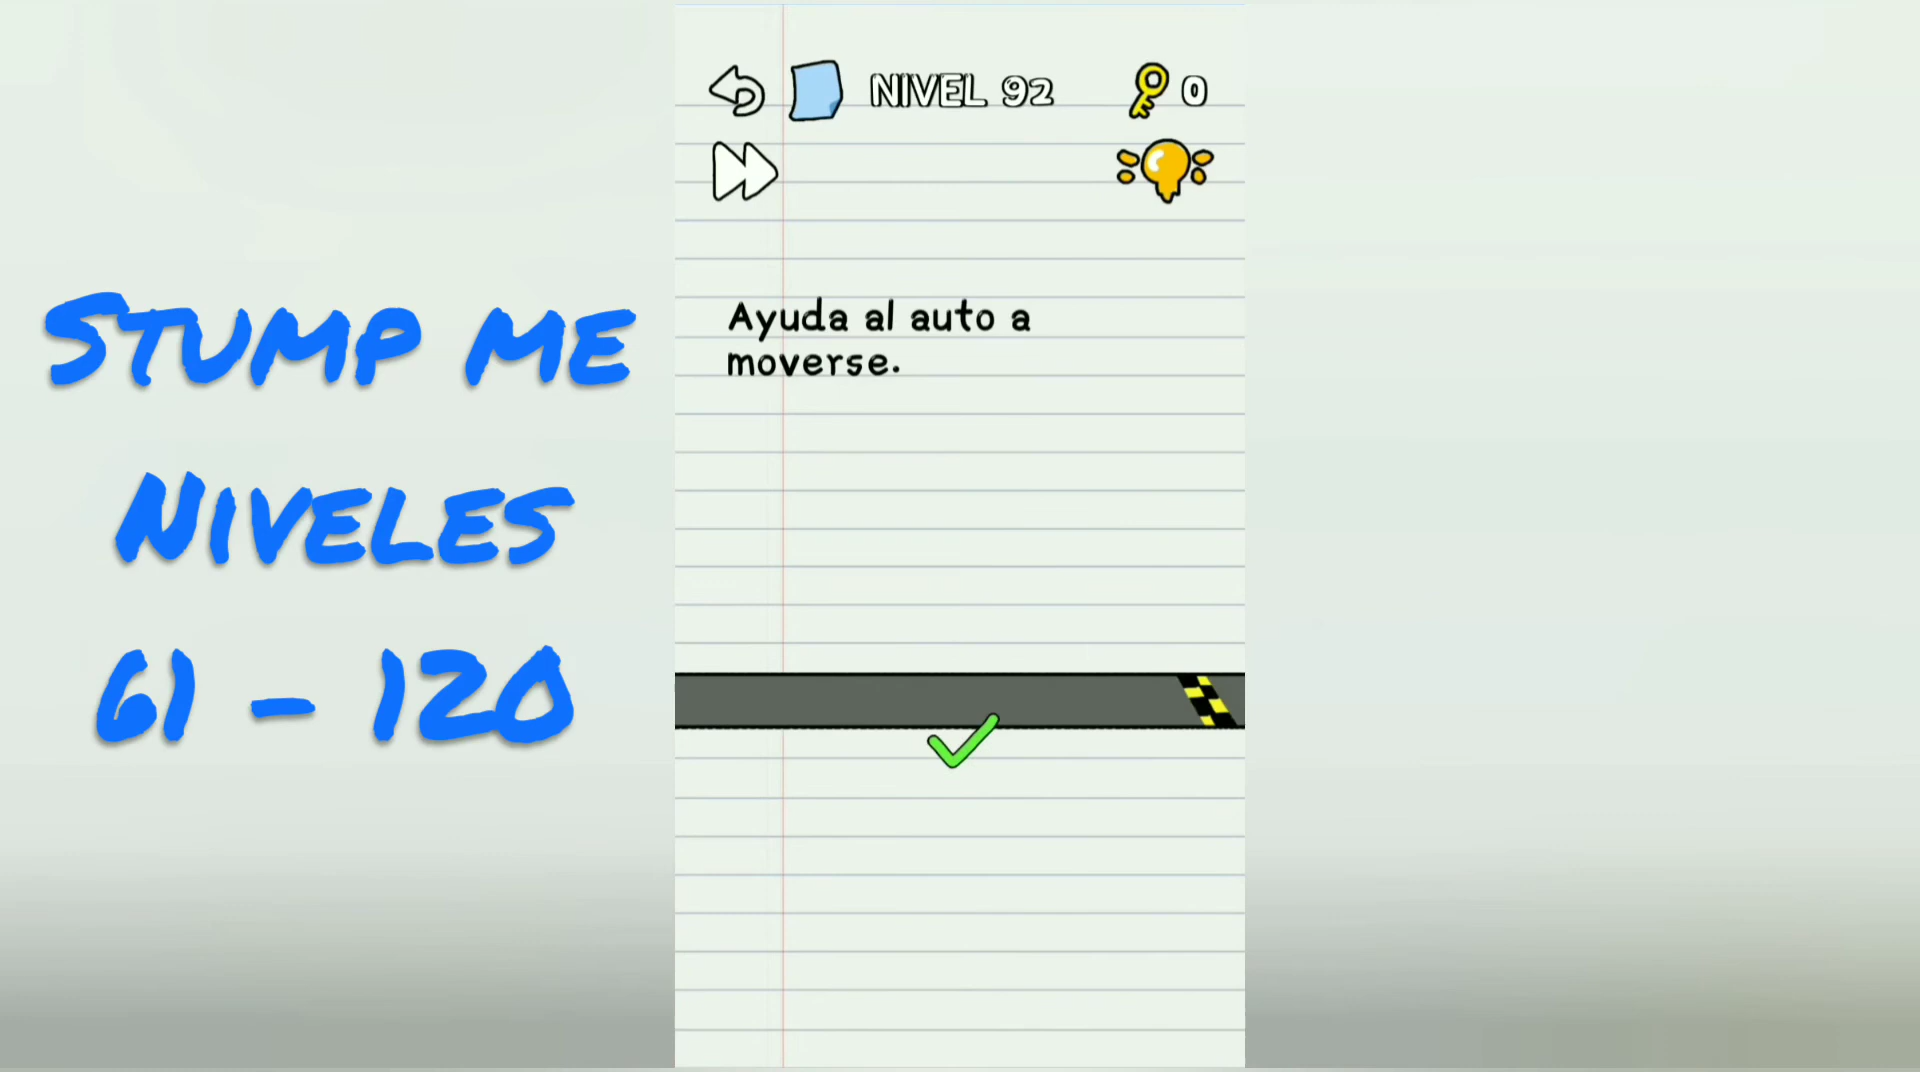 STUMP ME
NIVELES
61 - 120
NIVEL 92
0
Ayuda al auto a
moverse.